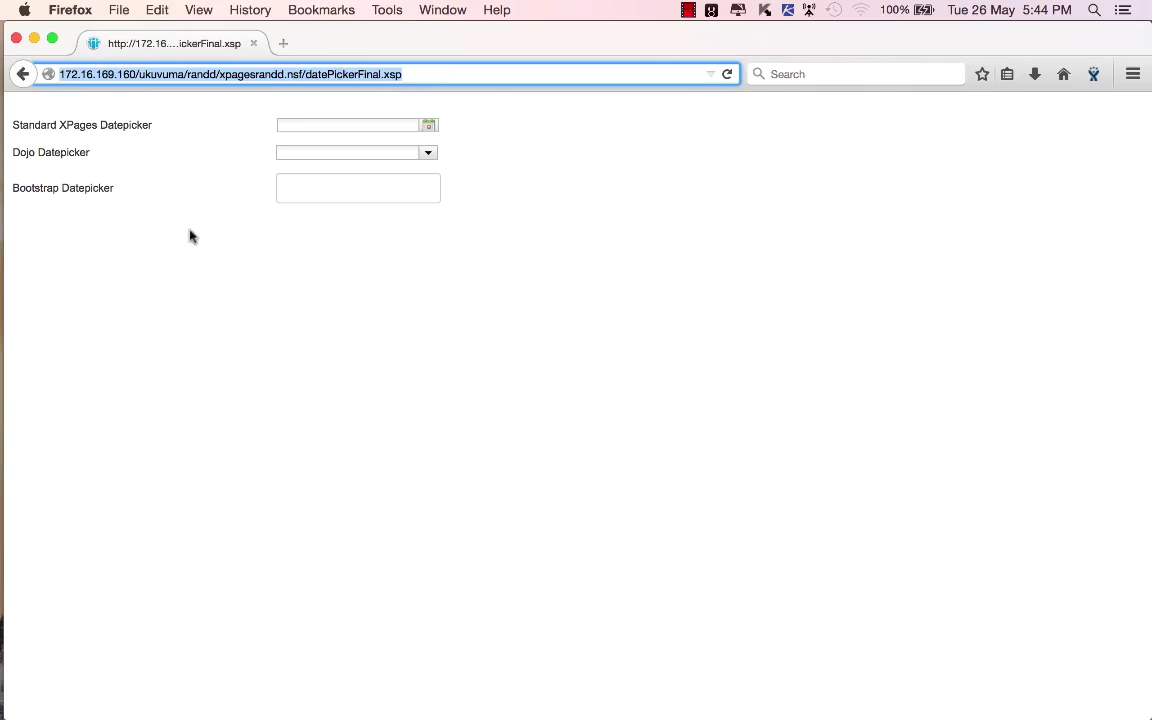 Firefox File Edit View History Bookmarks Tools Window Help 100% Tue 26 May 5:44 PM
http://172.16....ickerFinal.xsp
172.16.169.160/ukuvuma/randd/xpagesrandd.nsf/datePickerFinal.xsp Search
Standard XPages Datepicker
Dojo Datepicker
Bootstrap Datepicker